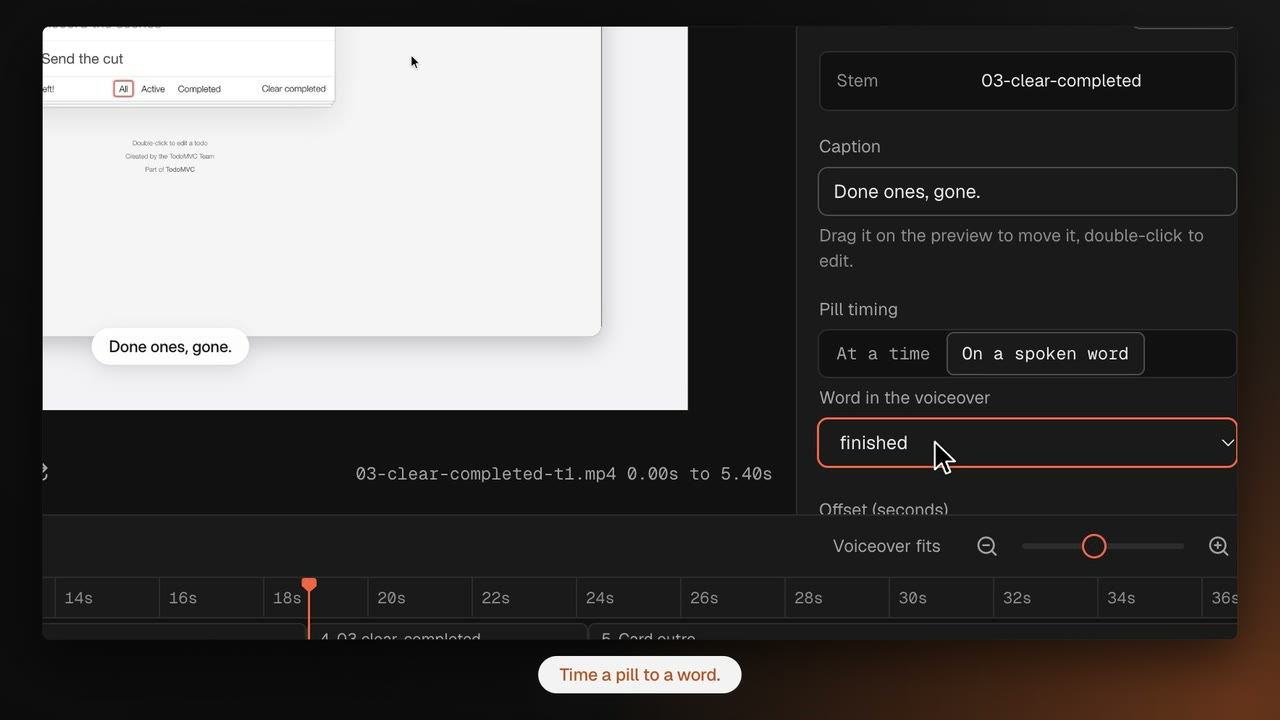 Send the cut
eft!
All
Active
Completed
Clear completed
Double-click to edit a todo
Created by the TodoMVC Team
Part of TodoMVC
Done ones, gone.
03-clear-completed-t1.mp4 0.00s to 5.40s
Stem
03-clear-completed
Caption
Done ones, gone.
Drag it on the preview to move it, double-click to
edit.
Pill timing
At a time
On a spoken word
Word in the voiceover
finished
Offset (seconds)
Voiceover fits
14s
16s
18s
20s
22s
24s
26s
28s
30s
32s
34s
36s
4. 03 clear-completed
5. Card outro
Time a pill to a word.